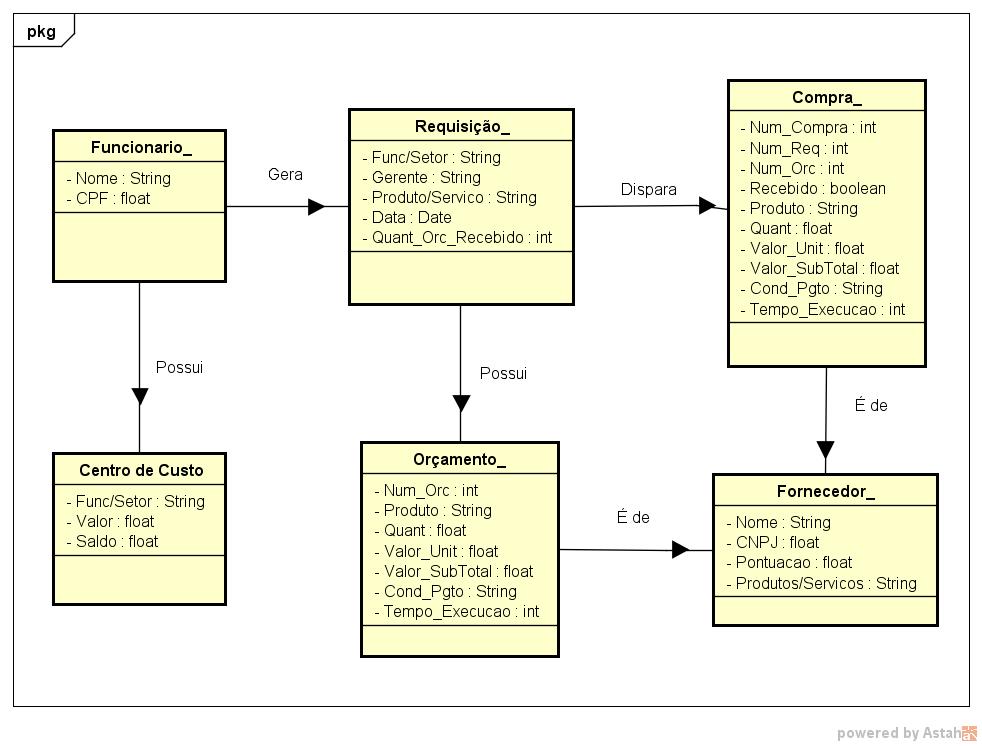 pkg
Funcionario_
- Nome : String
- CPF : float
Gera
Requisição_
- Func/Setor : String
- Gerente : String
- Produto/Servico : String
- Data : Date
- Quant_Orc_Recebido : int
Dispara
Compra_
- Num_Compra : int
- Num_Req : int
- Num_Orc : int
- Recebido : boolean
- Produto : String
- Quant : float
- Valor_Unit : float
- Valor_SubTotal : float
- Cond_Pgto : String
- Tempo_Execucao : int
Possui
Possui
É de
Centro de Custo
- Func/Setor : String
- Valor : float
- Saldo : float
Orçamento_
- Num_Orc : int
- Produto : String
- Quant : float
- Valor_Unit : float
- Valor_SubTotal : float
- Cond_Pgto : String
- Tempo_Execucao : int
É de
Fornecedor_
- Nome : String
- CNPJ : float
- Pontuacao : float
- Produtos/Servicos : String
powered by Astah